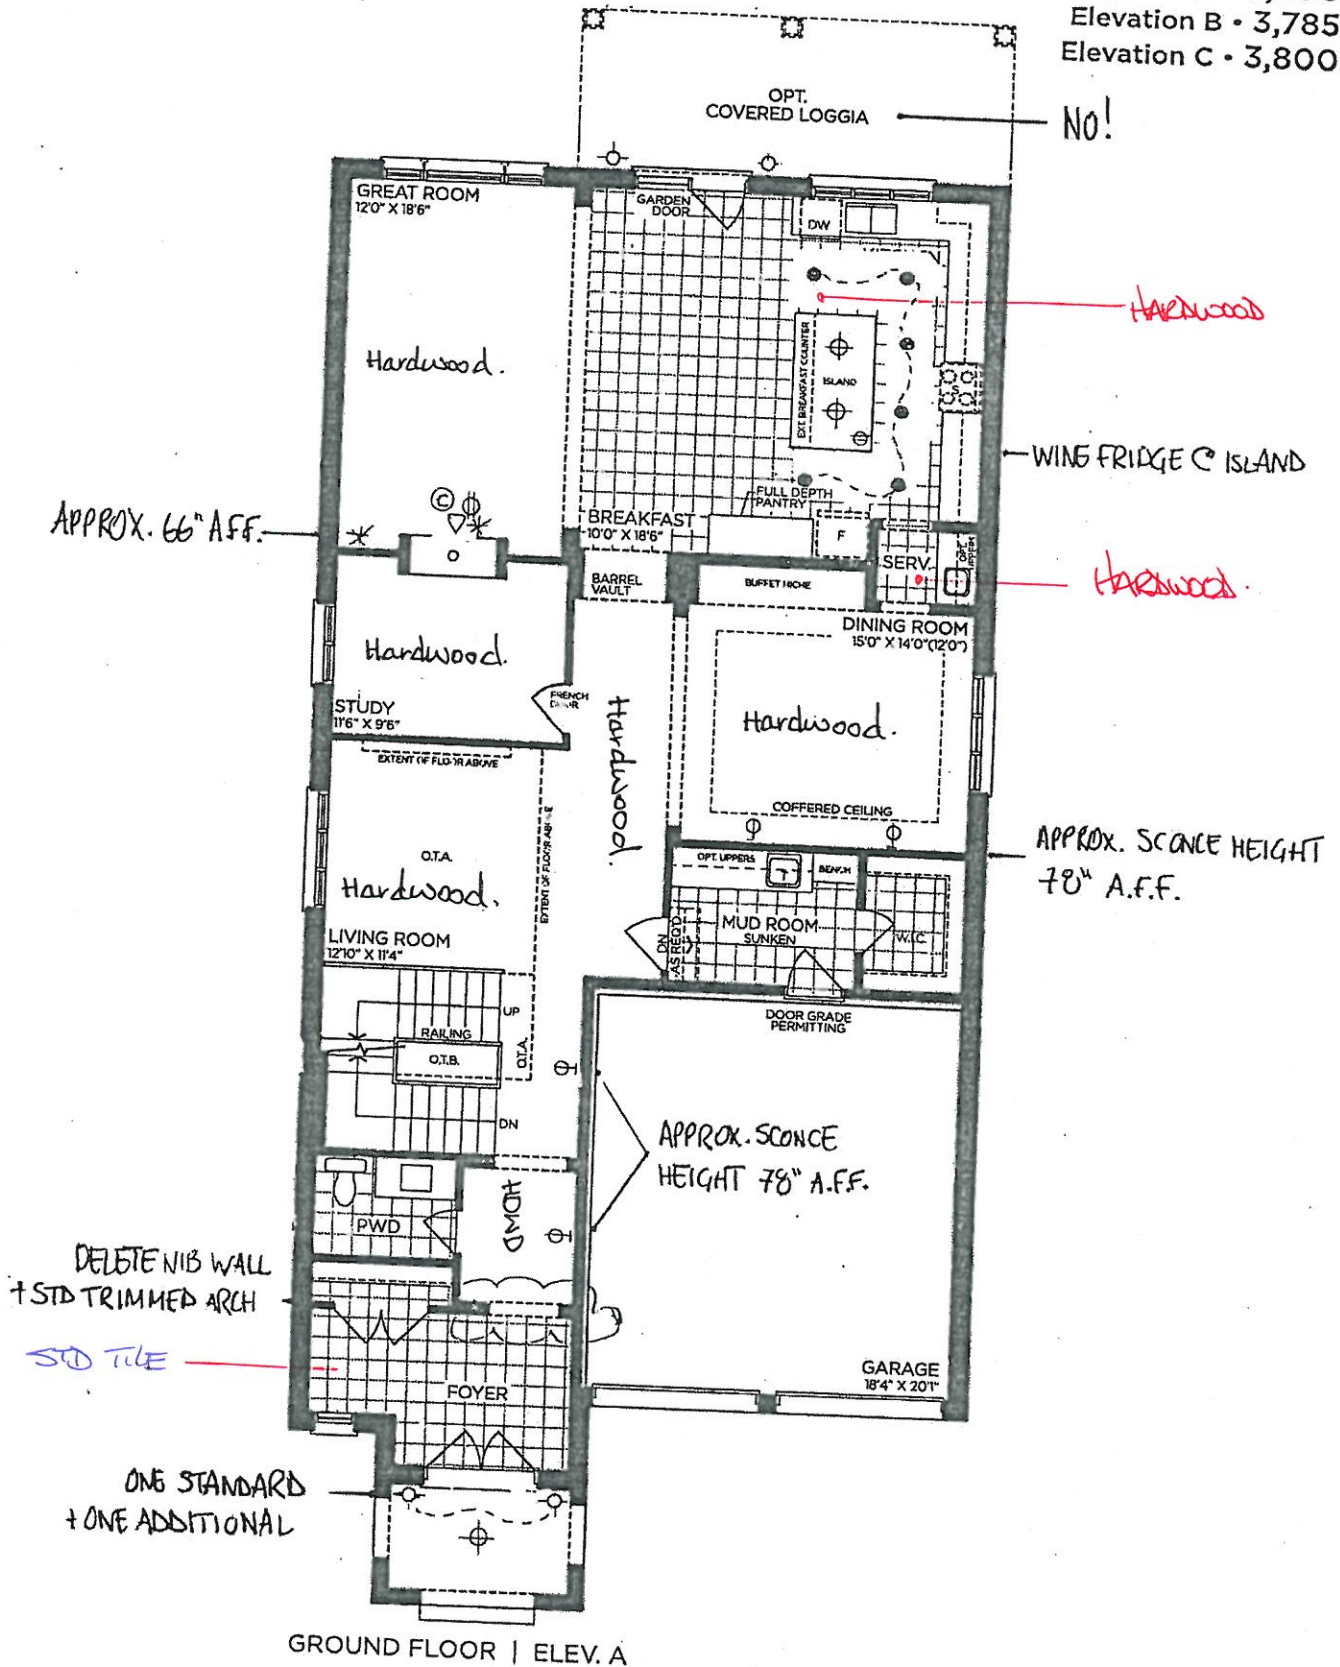 Elevation B • 3,785
Elevation C • 3,800
OPT.
COVERED LOGGIA
NO!
GREAT ROOM
12'0" X 18'6"
GARDEN
DOOR
DW
HARDWOOD
Hardwood.
EXT. BREAKFAST COUNTER
ISLAND
S
WINE FRIDGE @ ISLAND
FULL DEPTH
PANTRY
C
APPROX. 66" A.F.F.
BREAKFAST
10'0" X 18'6"
F
SERV.
OPT.
UPPERS
HARDWOOD.
BARREL
VAULT
BUFFET NICHE
DINING ROOM
15'0" X 14'0"(12'0")
Hardwood.
STUDY
11'6" X 9'6"
FRENCH
DOOR
Hardwood.
Hardwood.
EXTENT OF FLOOR ABOVE
EXTENT OF FLOOR ABOVE
COFFERED CEILING
O.T.A.
Hardwood.
LIVING ROOM
12'10" X 11'4"
OPT. UPPERS
T
BENCH
APPROX. SCONCE HEIGHT
78" A.F.F.
MUD ROOM
SUNKEN
W.I.C.
DN
AS REQ'D
DOOR GRADE
PERMITTING
UP
RAILING
O.T.B.
O.T.A.
DN
APPROX. SCONCE
HEIGHT 78" A.F.F.
PWD
HDWD
DELETE NIB WALL
+ STD TRIMMED ARCH
STD TILE
FOYER
GARAGE
18'4" X 20'1"
ONE STANDARD
+ ONE ADDITIONAL
GROUND FLOOR | ELEV. A